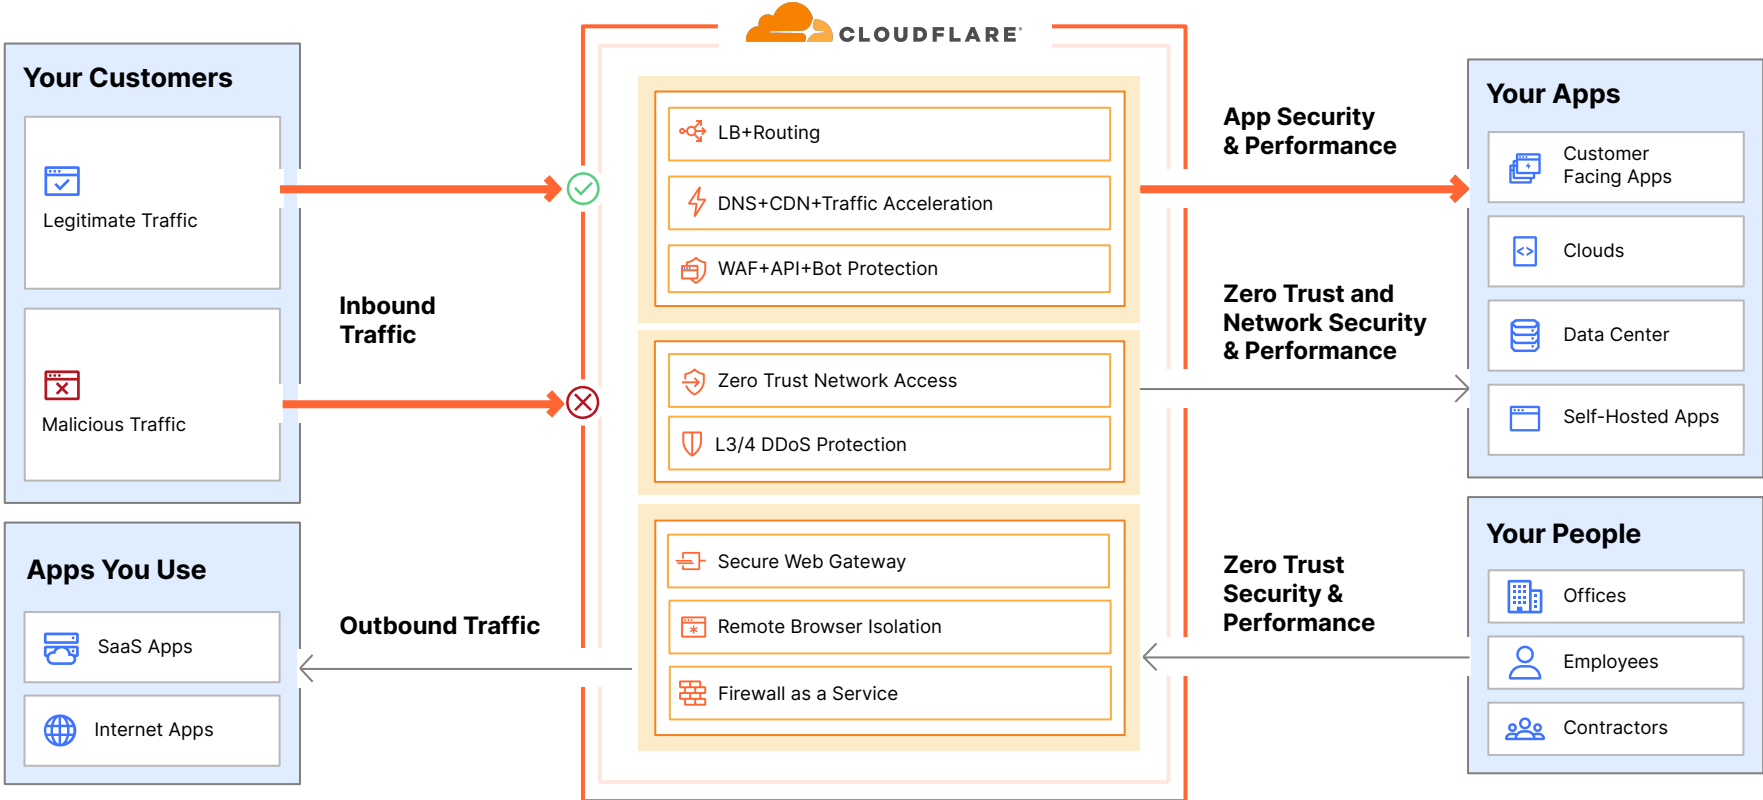 CLOUDFLARE
Your Customers
Legitimate Traffic
Malicious Traffic
Inbound
Traffic
Apps You Use
SaaS Apps
Internet Apps
Outbound Traffic
LB+Routing
DNS+CDN+Traffic Acceleration
WAF+API+Bot Protection
Zero Trust Network Access
L3/4 DDoS Protection
Secure Web Gateway
Remote Browser Isolation
Firewall as a Service
App Security
& Performance
Zero Trust and
Network Security
& Performance
Zero Trust
Security &
Performance
Your Apps
Customer
Facing Apps
Clouds
Data Center
Self-Hosted Apps
Your People
Offices
Employees
Contractors